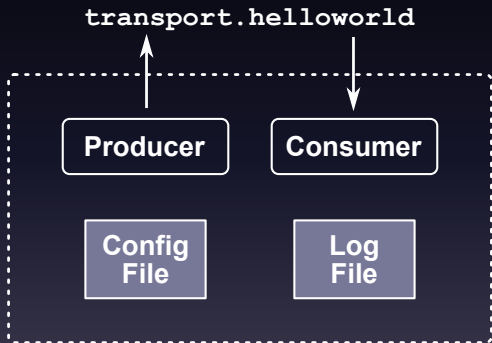 transport.helloworld
Producer
Consumer
Config
File
Log
File